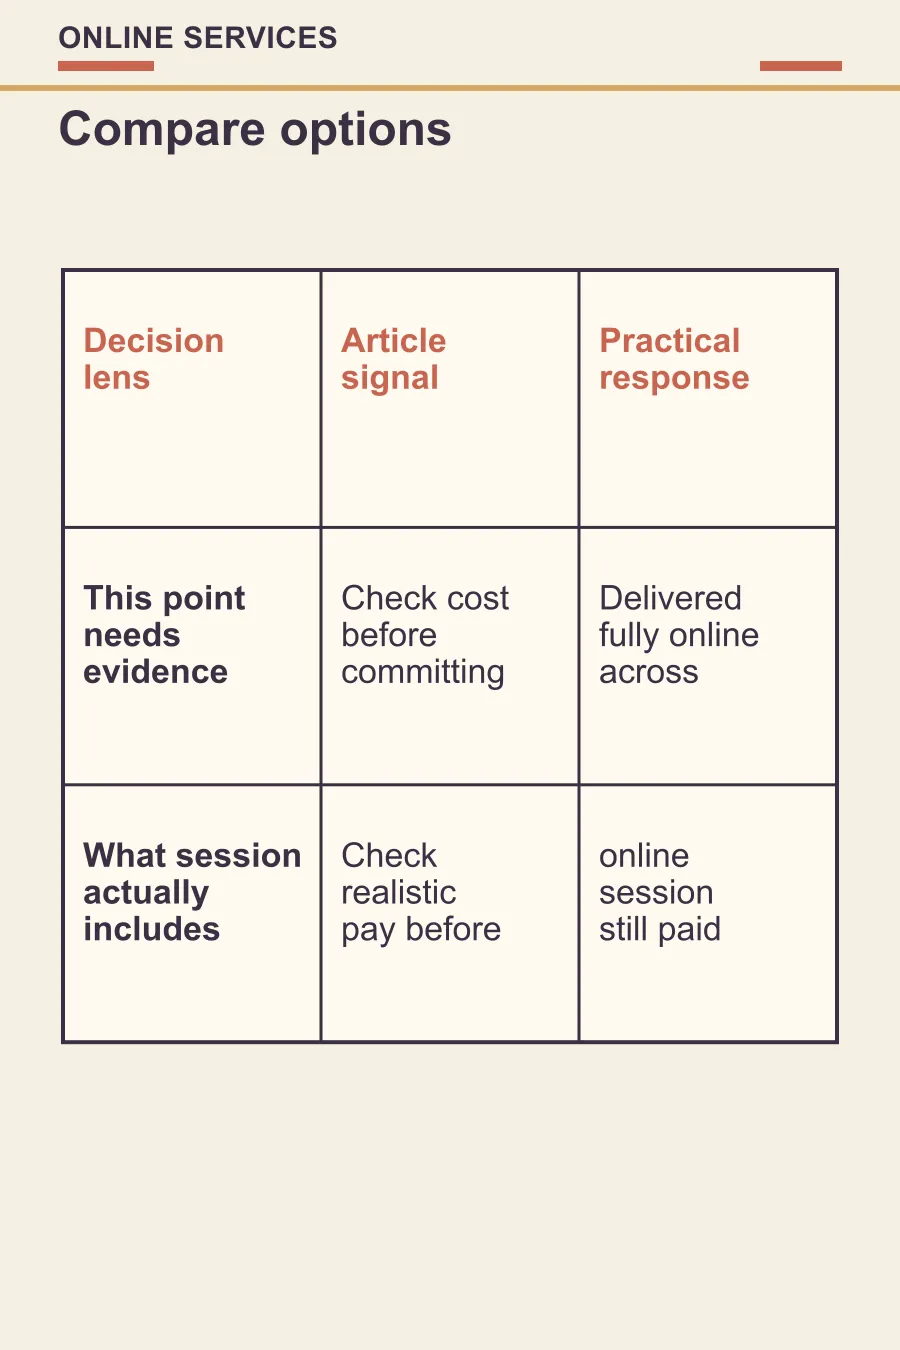 ONLINE SERVICES
Compare options
Decision
lens
Article
signal
Practical
response
This point
needs
evidence
Check cost
before
committing
Delivered
fully online
across
What session
actually
includes
Check
realistic
pay before
online
session
still paid